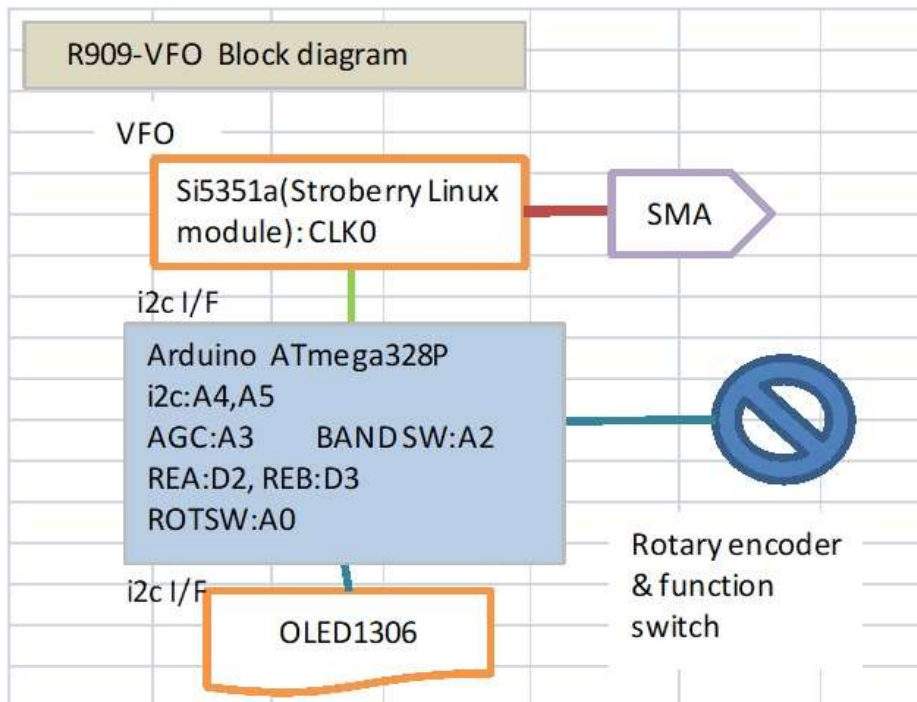 R909-VFO Block diagram
VFO
Si5351a(Stroberry Linux
module): CLK0
SMA
i2c I/F
Arduino ATmega328P
i2c:A4,A5
AGC:A3 BAND SW:A2
REA:D2, REB:D3
ROTSW:A0
Rotary encoder
& function
switch
i2c I/F
OLED1306